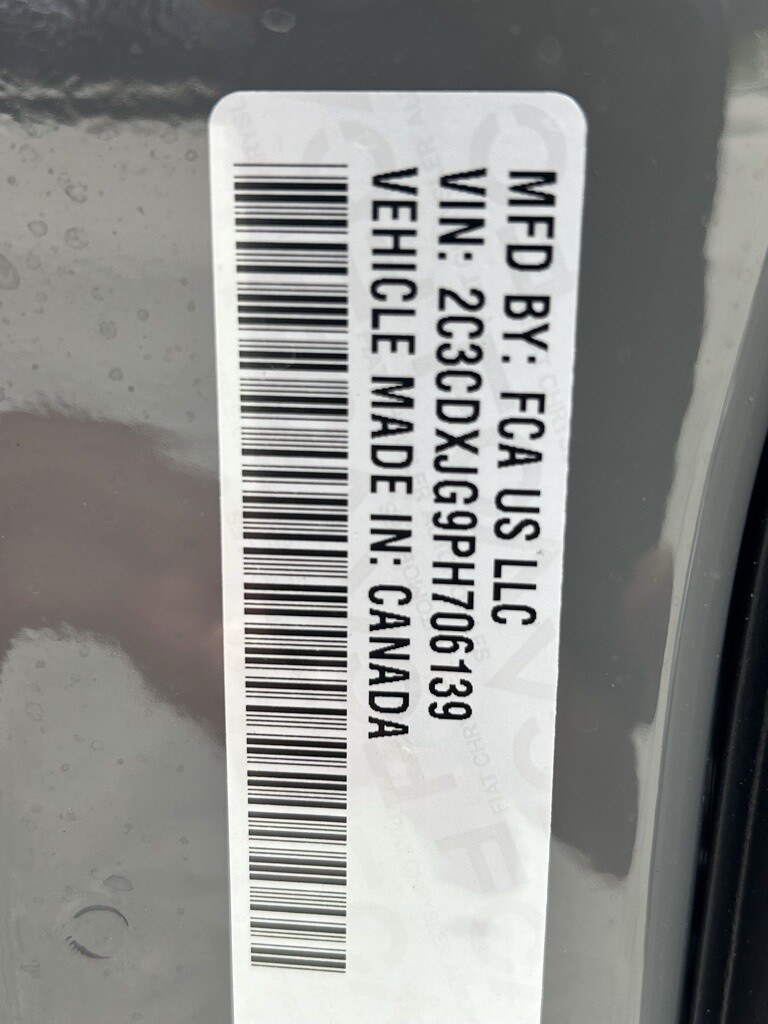 MFD BY: FCA US LLC
VIN: 2C3CDXJG9PH706139
VEHICLE MADE IN: CANADA